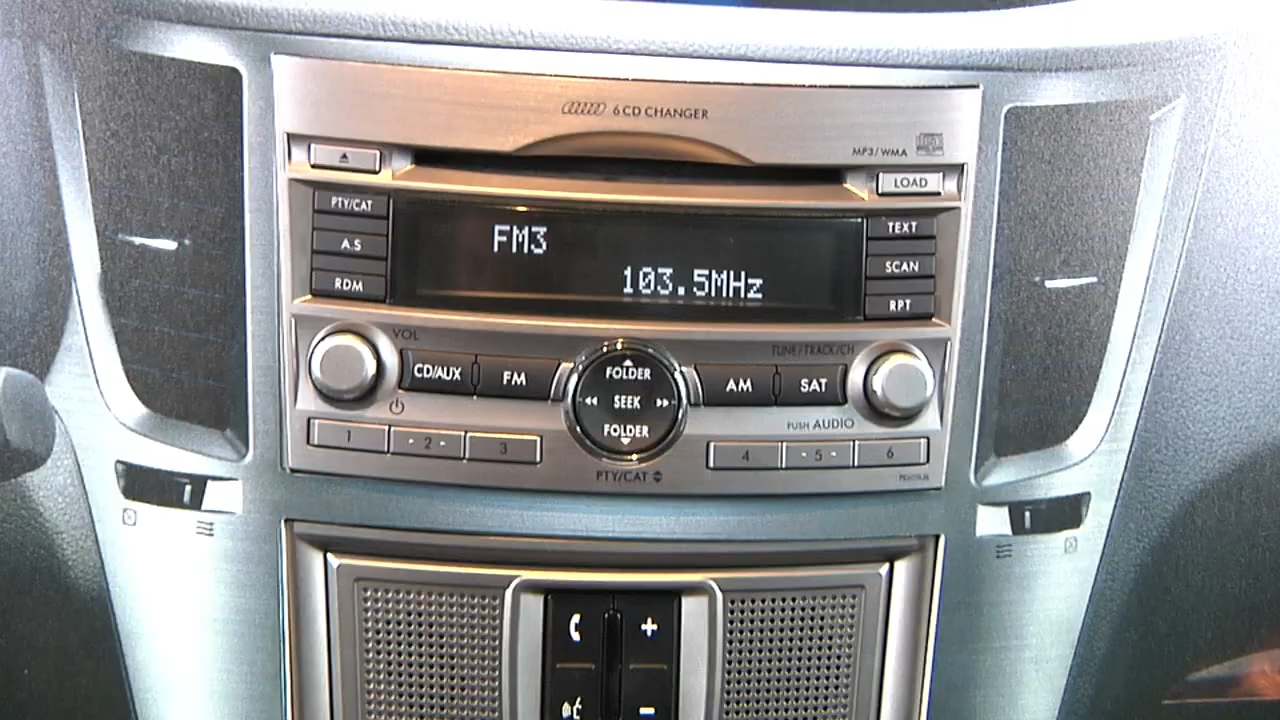 6 CD CHANGER
MP3/WMA
LOAD
PTY/CAT
A.S
RDM
FM3
103.5MHz
TEXT
SCAN
RPT
VOL
TUNE/TRACK/CH
CD/AUX
FM
FOLDER
SEEK
FOLDER
AM
SAT
PUSH AUDIO
1
- 2 -
3
4
- 5 -
6
PTY/CAT